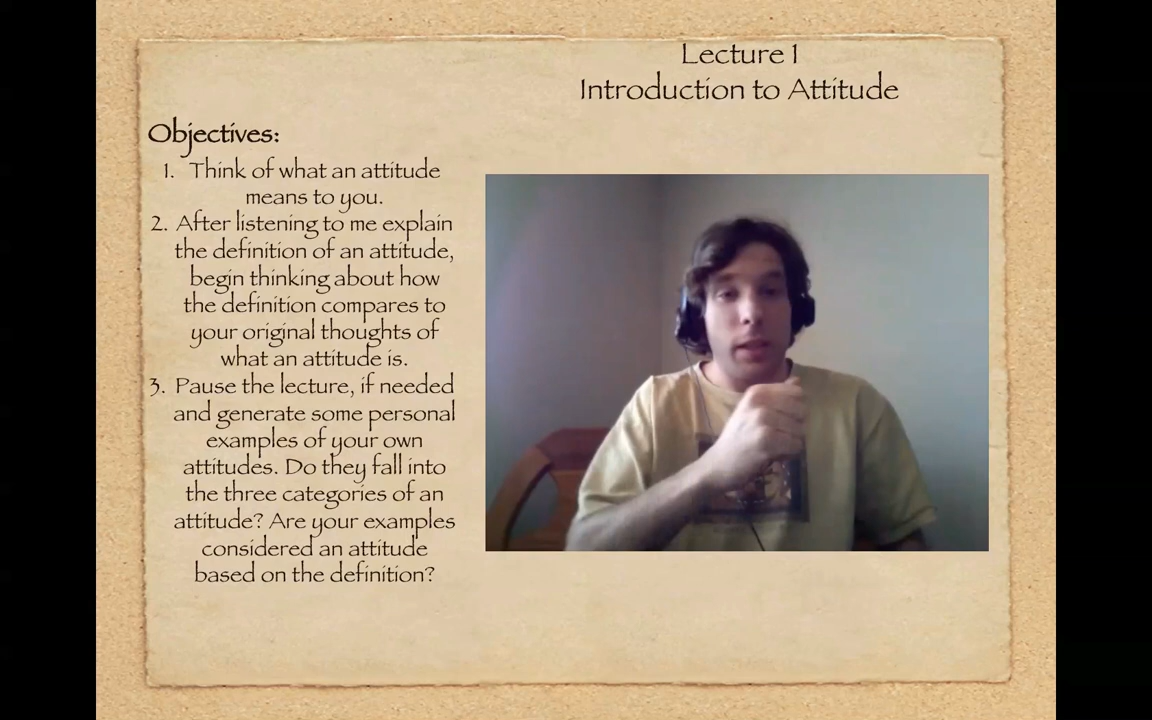 Lecture 1
Introduction to Attitude
Objectives:
1. Think of what an attitude
means to you.
2. After listening to me explain
the definition of an attitude,
begin thinking about how
the definition compares to
your original thoughts of
what an attitude is.
3. Pause the lecture, if needed
and generate some personal
examples of your own
attitudes. Do they fall into
the three categories of an
attitude? Are your examples
considered an attitude
based on the definition?